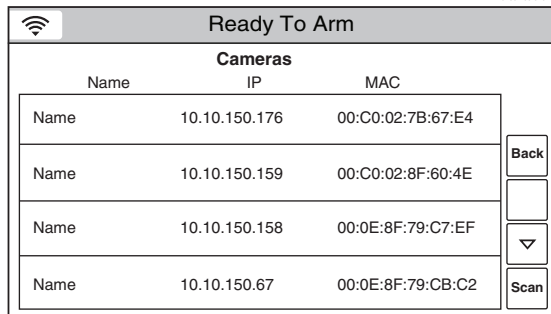 Ready To Arm
Cameras
Name IP MAC
Name 10.10.150.176 00:C0:02:7B:67:E4
Name 10.10.150.159 00:C0:02:8F:60:4E
Name 10.10.150.158 00:0E:8F:79:C7:EF
Name 10.10.150.67 00:0E:8F:79:CB:C2
Back
Scan